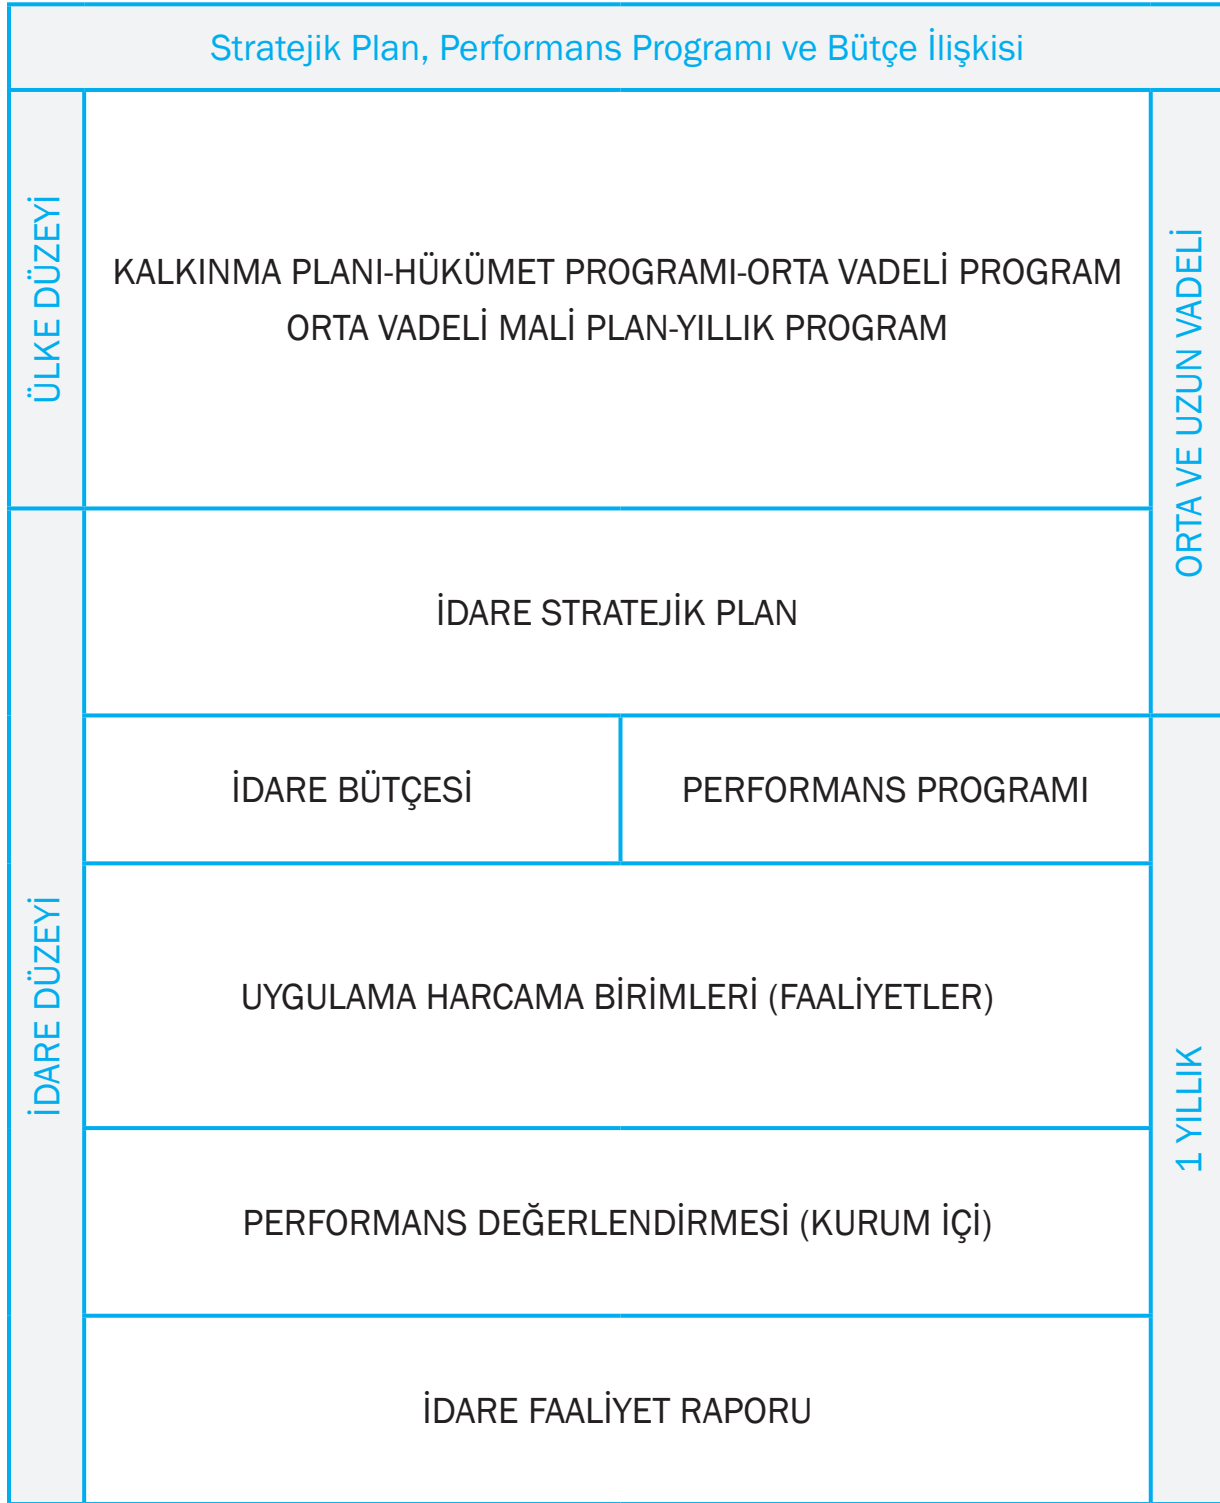 Stratejik Plan, Performans Programı ve Bütçe İlişkisi
ÜLKE DÜZEYİ
KALKINMA PLANI-HÜKÜMET PROGRAMI-ORTA VADELİ PROGRAM
ORTA VADELİ MALİ PLAN-YILLIK PROGRAM
ORTA VE UZUN VADELİ
İDARE DÜZEYİ
İDARE STRATEJİK PLAN
İDARE BÜTÇESİ
PERFORMANS PROGRAMI
1 YILLIK
UYGULAMA HARCAMA BİRİMLERİ (FAALİYETLER)
PERFORMANS DEĞERLENDİRMESİ (KURUM İÇİ)
İDARE FAALİYET RAPORU